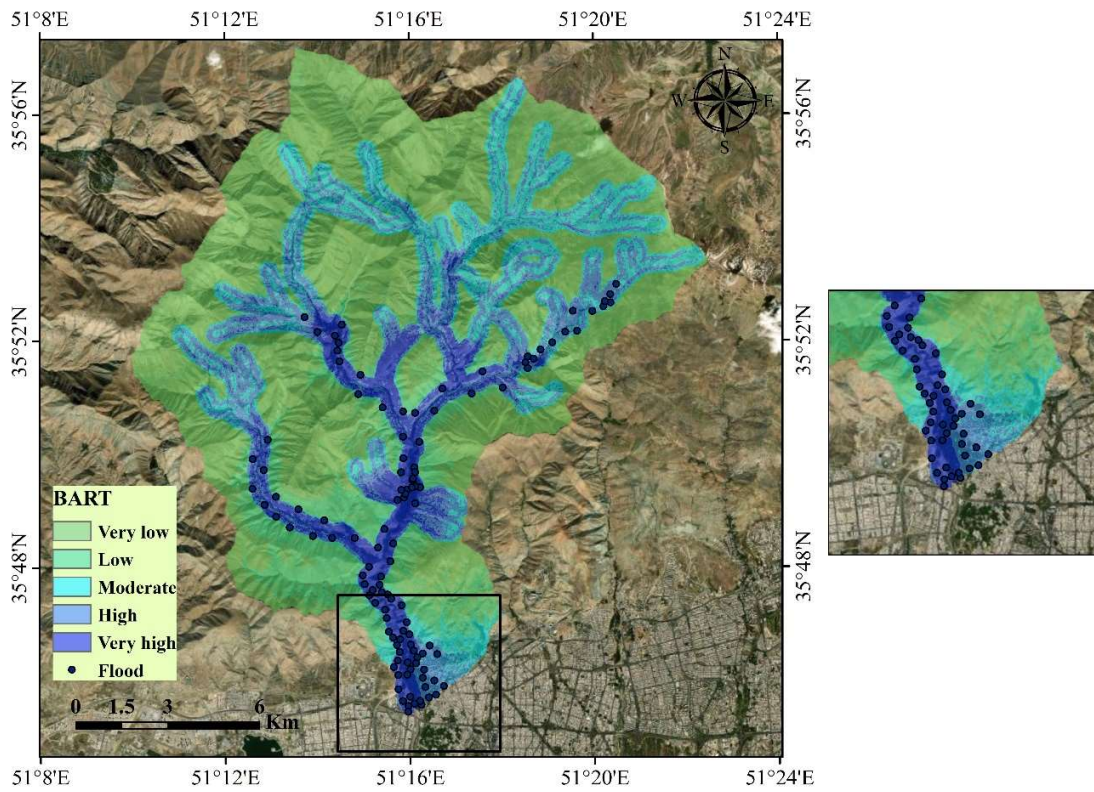 51°8'E 51°12'E 51°16'E 51°20'E 51°24'E
N
W E
S
35°56'N 35°56'N
35°52'N 35°52'N
35°48'N 35°48'N
BART
Very low
Low
Moderate
High
Very high
Flood
0 1.5 3 6
Km
51°8'E 51°12'E 51°16'E 51°20'E 51°24'E